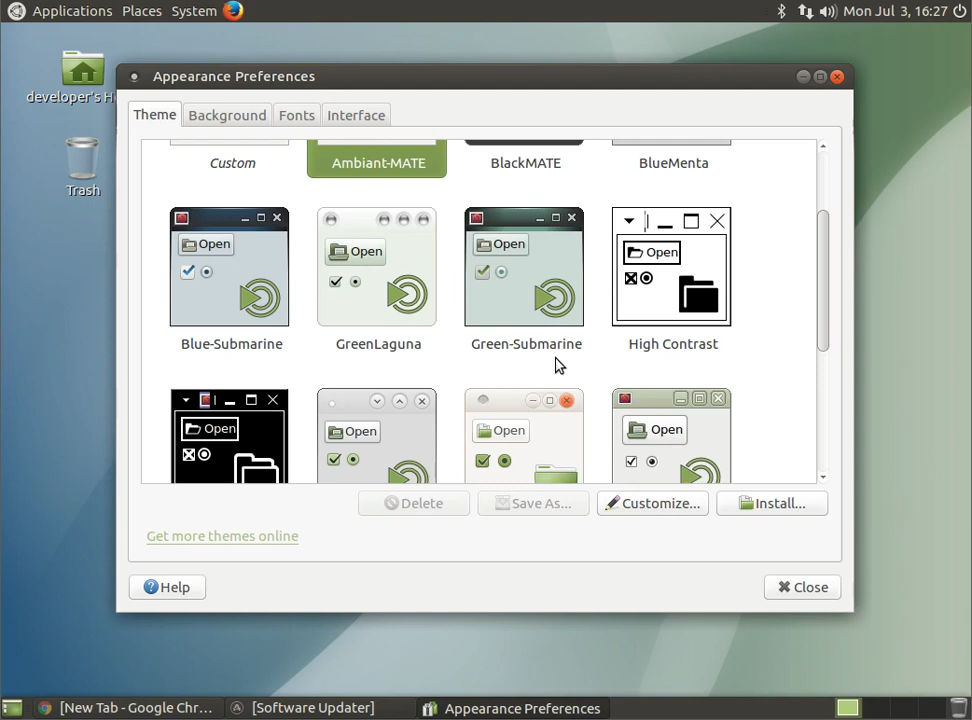 Applications Places System Mon Jul 3, 16:27
developer's H
Trash
Appearance Preferences
Theme Background Fonts Interface
Custom Ambiant-MATE BlackMATE BlueMenta
Open Open Open Open
Blue-Submarine GreenLaguna Green-Submarine High Contrast
Open Open Open Open
Delete Save As... Customize... Install...
Get more themes online
Help Close
[New Tab - Google Chr... [Software Updater] Appearance Preferences